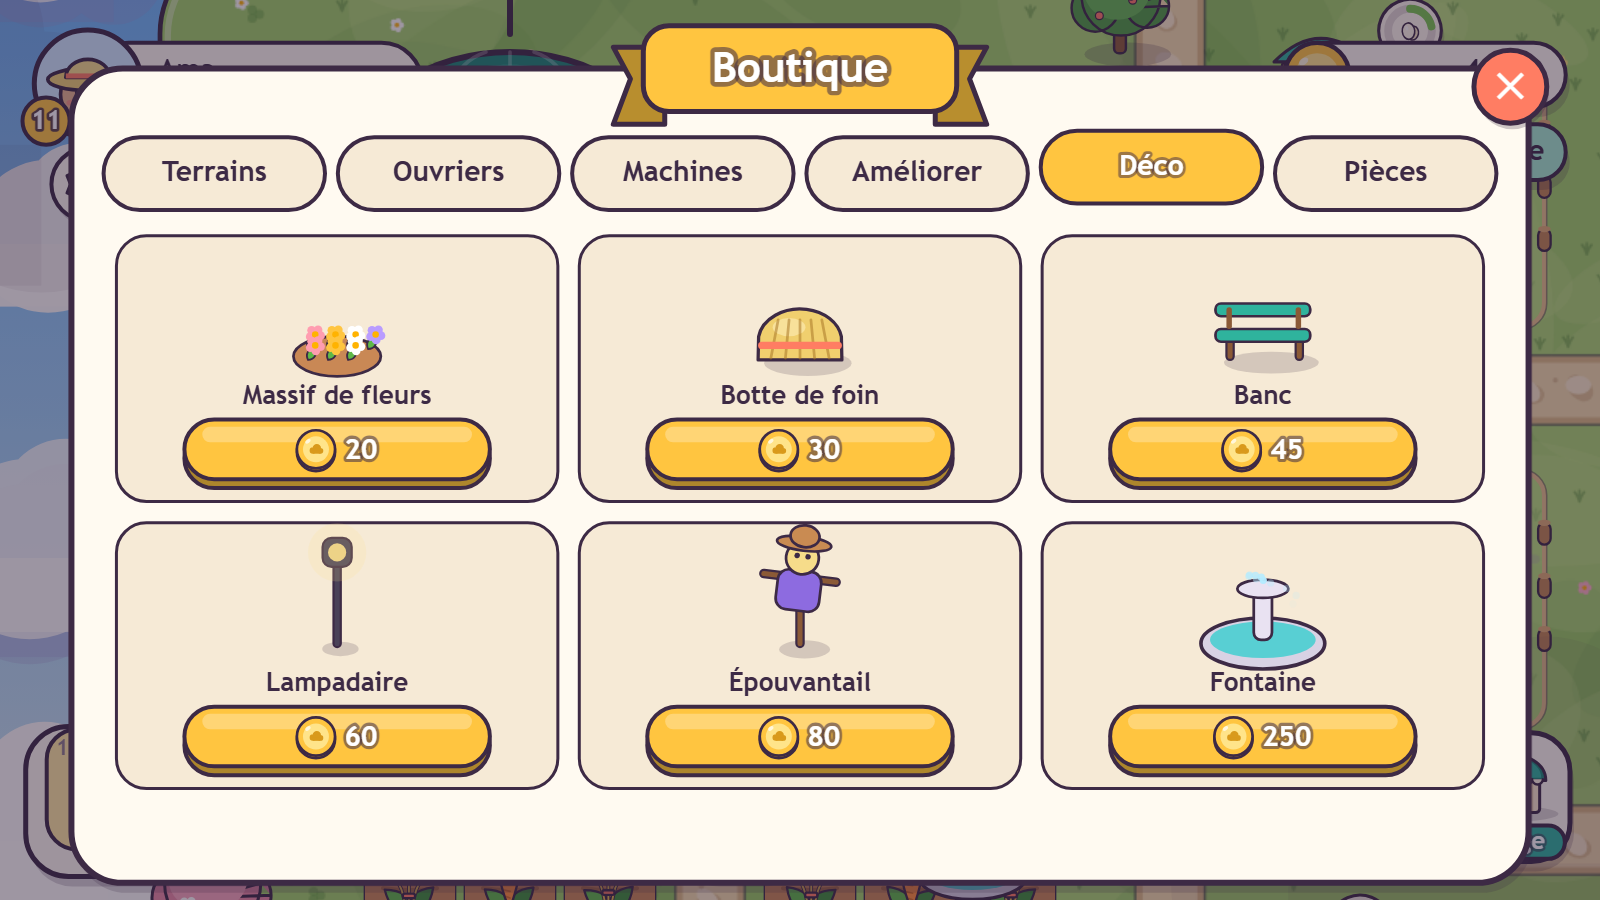 Boutique
11
Terrains
Ouvriers
Machines
Améliorer
Déco
Pièces
Massif de fleurs
Botte de foin
Banc
20
30
45
Lampadaire
Épouvantail
Fontaine
60
80
250